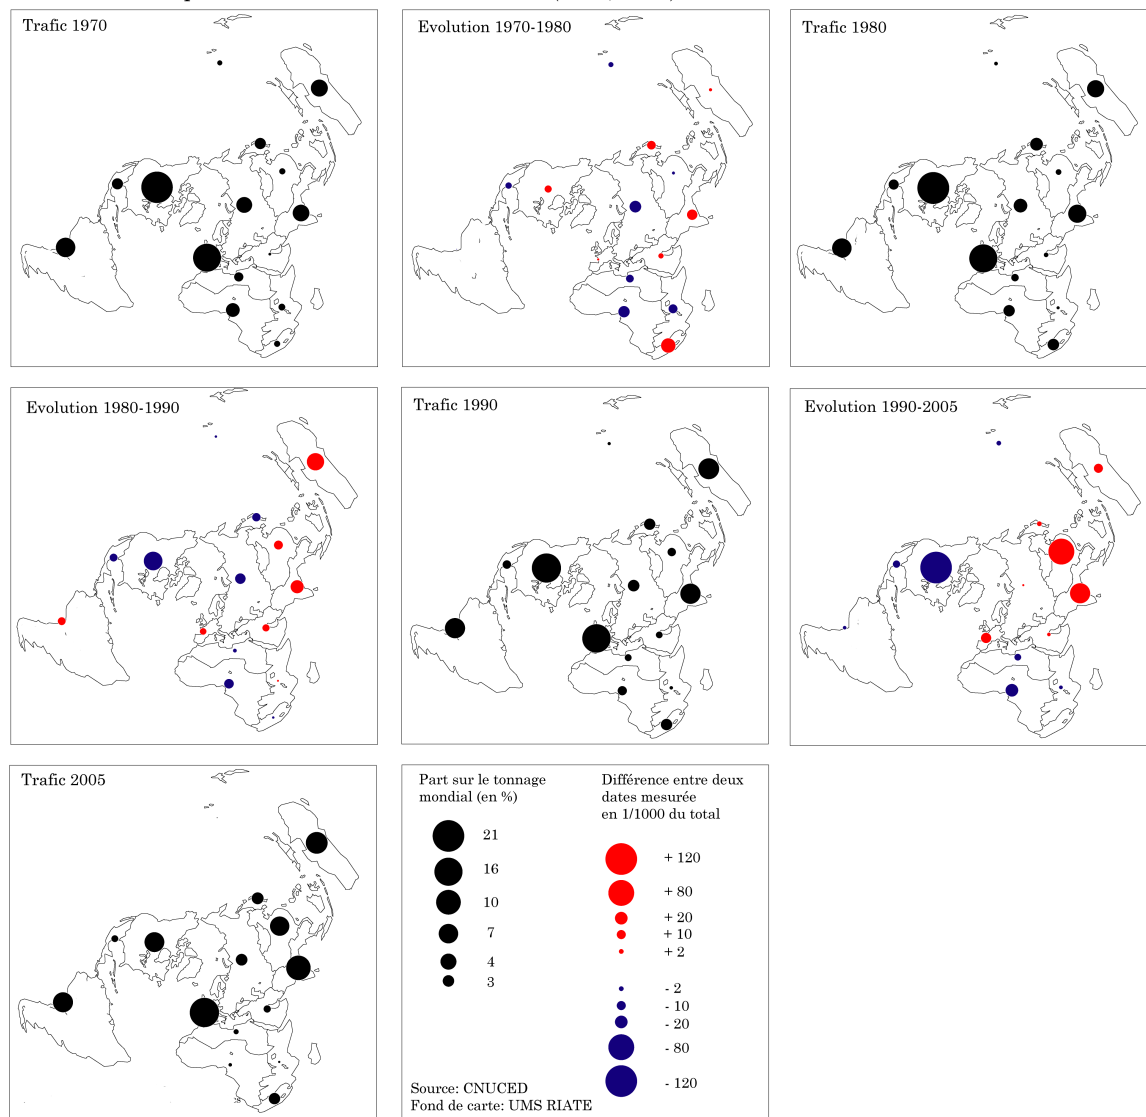 Trafic 1970
Evolution 1970-1980
Trafic 1980
Evolution 1980-1990
Trafic 1990
Evolution 1990-2005
Trafic 2005
Part sur le tonnage
mondial (en %)
21
16
10
7
4
3
Différence entre deux
dates mesurée
en 1/1000 du total
+ 120
+ 80
+ 20
+ 10
+ 2
- 2
- 10
- 20
- 80
- 120
Source: CNUCED
Fond de carte: UMS RIATE